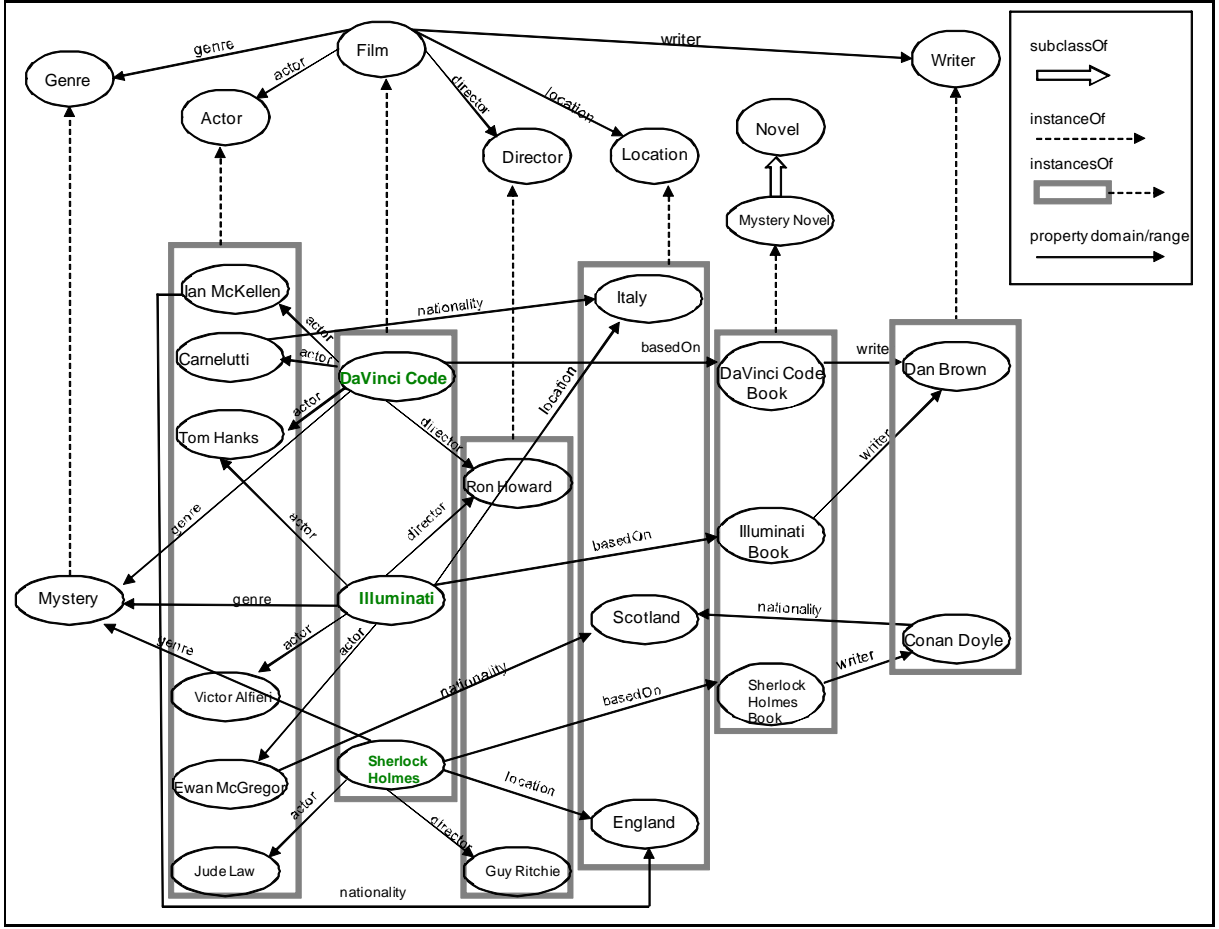 Film
genre
writer
Genre
actor
director
location
Writer
Actor
Director
Location
Novel
Mystery Novel
subclassOf
instanceOf
instancesOf
property domain/range
Ian McKellen
nationality
Italy
actor
Carnelutti
actor
DaVinci Code
basedOn
DaVinci Code
Book
write
Dan Brown
actor
location
Tom Hanks
director
writer
Ron Howard
genre
actor
director
basedOn
Illuminati
Book
Mystery
genre
Illuminati
Scotland
nationality
Conan Doyle
genre
actor
actor
writer
Victor Alfieri
nationality
basedOn
Sherlock
Holmes
Book
Ewan McGregor
Sherlock
Holmes
location
actor
director
England
Jude Law
Guy Ritchie
nationality